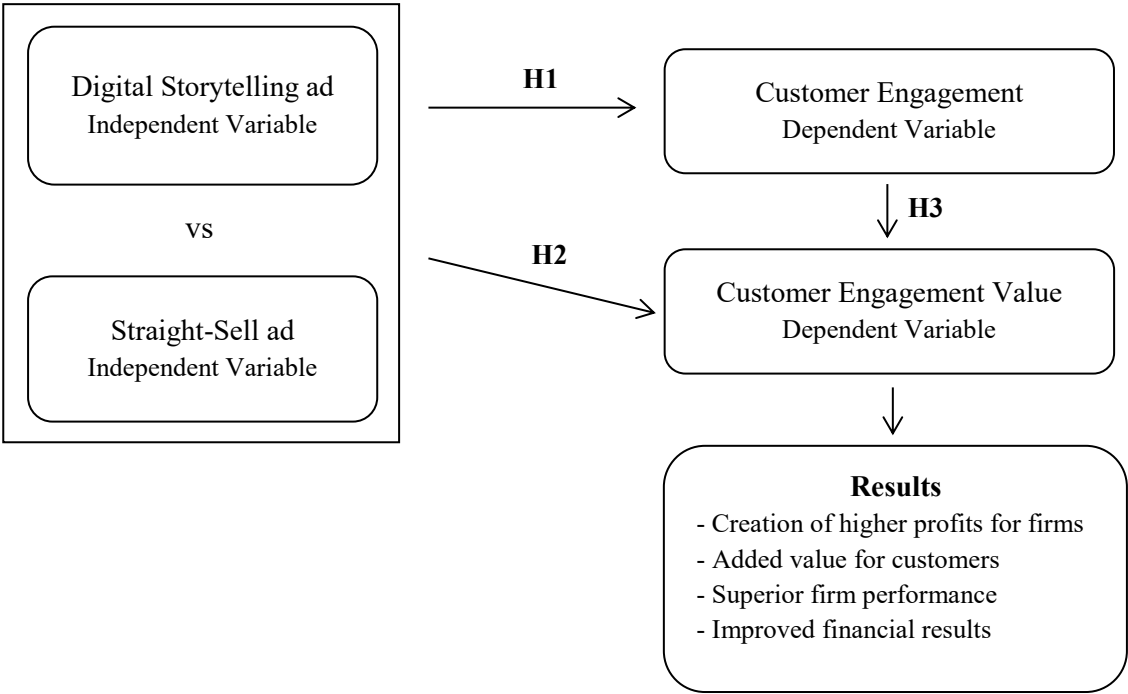 Digital Storytelling ad
Independent Variable
vs
Straight-Sell ad
Independent Variable
H1
H2
Customer Engagement
Dependent Variable
H3
Customer Engagement Value
Dependent Variable
Results
- Creation of higher profits for firms
- Added value for customers
- Superior firm performance
- Improved financial results